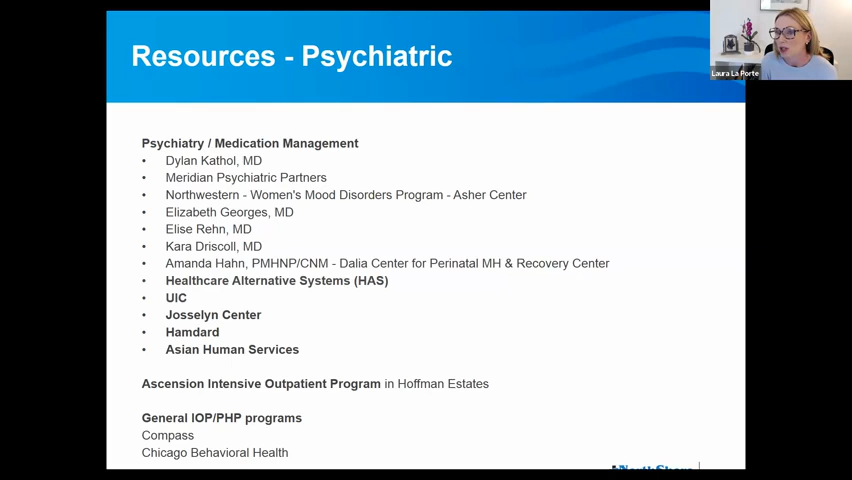 Resources - Psychiatric
Laura La Porte
Psychiatry / Medication Management
• Dylan Kathol, MD
• Meridian Psychiatric Partners
• Northwestern - Women's Mood Disorders Program - Asher Center
• Elizabeth Georges, MD
• Elise Rehn, MD
• Kara Driscoll, MD
• Amanda Hahn, PMHNP/CNM - Dalia Center for Perinatal MH & Recovery Center
• Healthcare Alternative Systems (HAS)
• UIC
• Josselyn Center
• Hamdard
• Asian Human Services
Ascension Intensive Outpatient Program in Hoffman Estates
General IOP/PHP programs
Compass
Chicago Behavioral Health